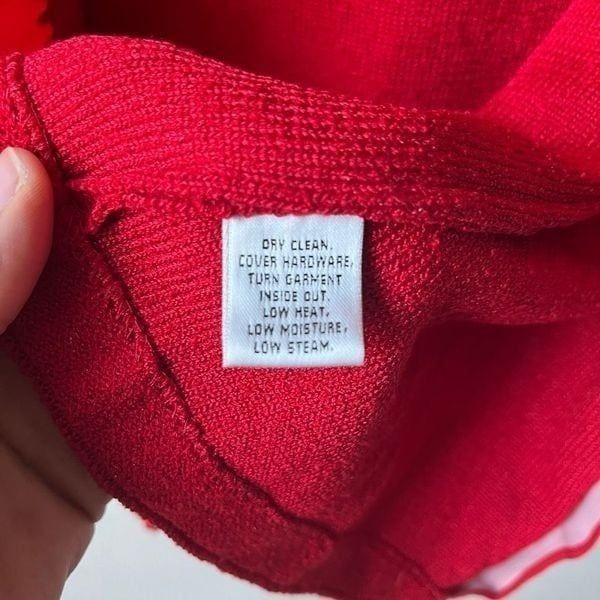 DRY CLEAN.
COVER HARDWARE,
TURN GARMENT
INSIDE OUT.
LOW HEAT,
LOW MOISTURE,
LOW STEAM.